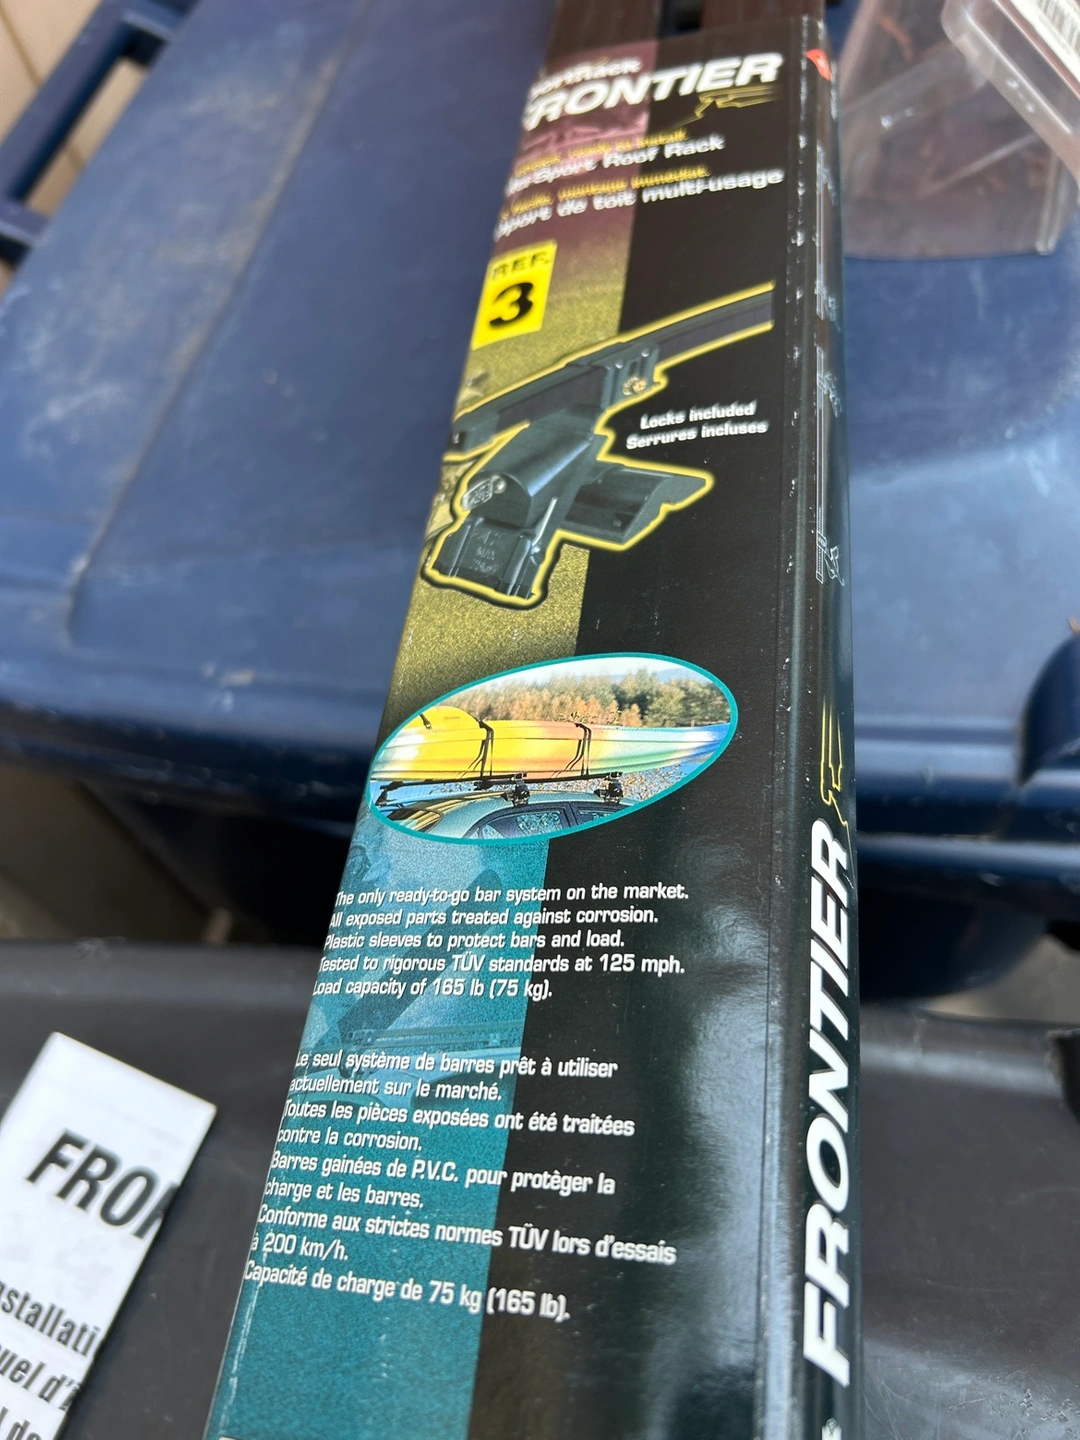 FRONTIER
Sport Roof Rack
de toit multi-usage
REF.
3
Locks included
Serrures incluses
The only ready-to-go bar system on the market.
All exposed parts treated against corrosion.
Plastic sleeves to protect bars and load.
Tested to rigorous TÜV standards at 125 mph.
Load capacity of 165 lb (75 kg).
Le seul système de barres prêt à utiliser
actuellement sur le marché.
Toutes les pièces exposées ont été traitées
contre la corrosion.
Barres gainées de P.V.C. pour protèger la
charge et les barres.
Conforme aux strictes normes TÜV lors d'essais
à 200 km/h.
Capacité de charge de 75 kg (165 lb).
FRONTIER